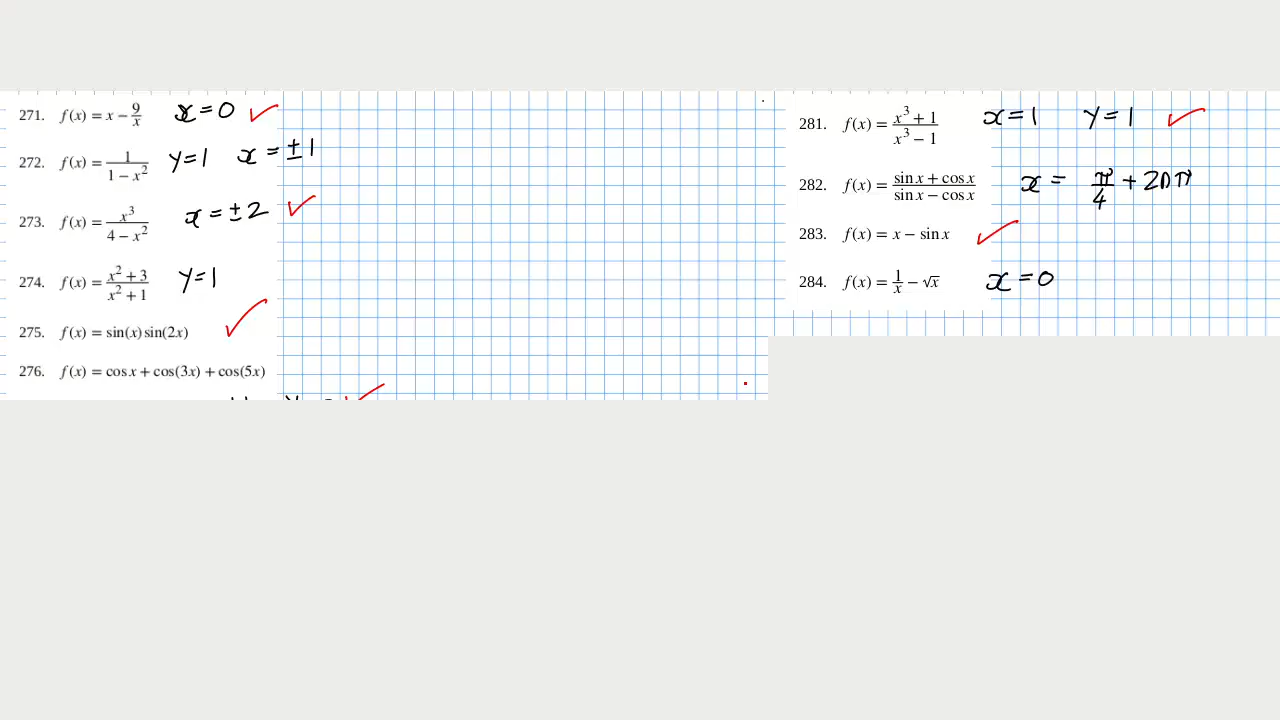 271. f(x) = x − 9/x x = 0
272. f(x) = 1/(1 − x²) y = 1 x = ± 1
273. f(x) = x³/(4 − x²) x = ± 2
274. f(x) = (x² + 3)/(x² + 1) y = 1
275. f(x) = sin(x) sin(2x)
276. f(x) = cos x + cos(3x) + cos(5x)
281. f(x) = (x³ + 1)/(x³ − 1) x = 1 y = 1
282. f(x) = (sin x + cos x)/(sin x − cos x) x = π/4 + 2nπ
283. f(x) = x − sin x
284. f(x) = 1/x − √x x = 0